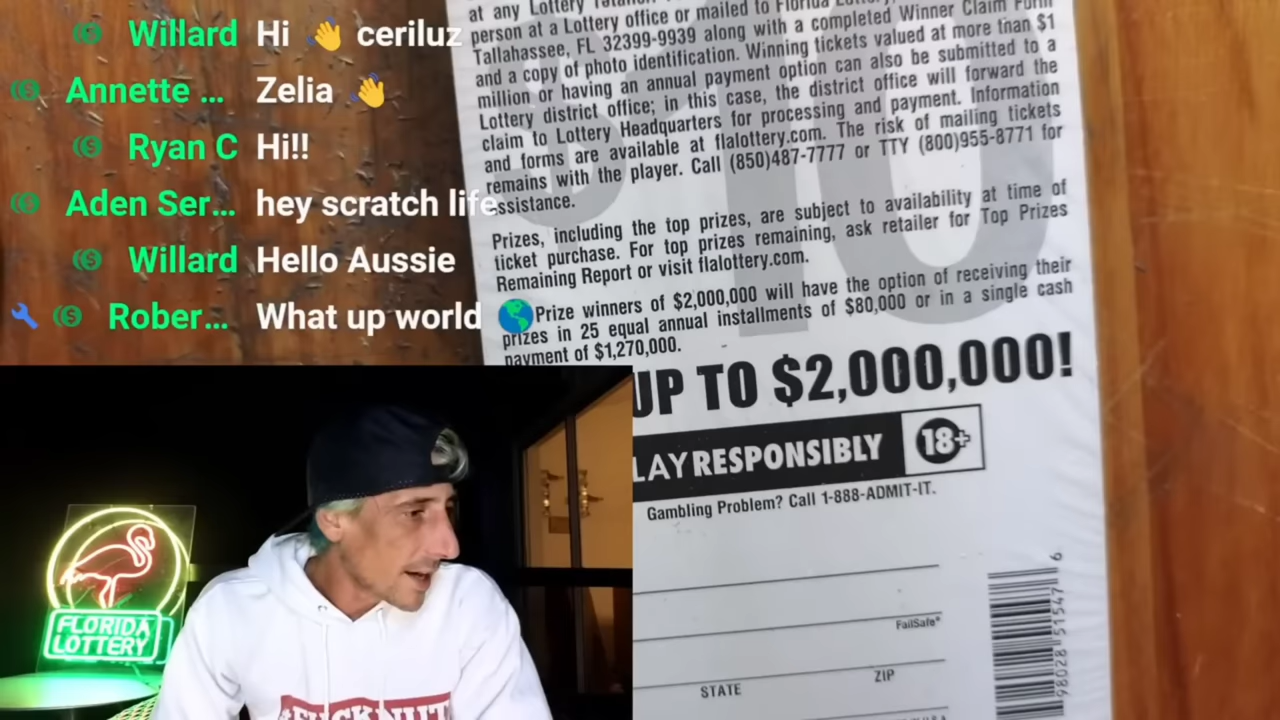 Willard Hi 👋 ceriluz
Annette ... Zelia 👋
Ryan C Hi!!
Aden Ser... hey scratch life
Willard Hello Aussie
Rober... What up world 🌎
at any Lottery
person at a Lottery office or mailed to Florida
Tallahassee, FL 32399-9939 along with a completed Winner Claim Form
and a copy of photo identification. Winning tickets valued at more than $1
million or having an annual payment option can also be submitted to a
Lottery district office; in this case, the district office will forward the
claim to Lottery Headquarters for processing and payment. Information
and forms are available at flalottery.com. The risk of mailing tickets
remains with the player. Call (850)487-7777 or TTY (800)955-8771 for
ssistance.
Prizes, including the top prizes, are subject to availability at time of
ticket purchase. For top prizes remaining, ask retailer for Top Prizes
Remaining Report or visit flalottery.com.
Prize winners of $2,000,000 will have the option of receiving their
prizes in 25 equal annual installments of $80,000 or in a single cash
payment of $1,270,000.
UP TO $2,000,000!
LAY RESPONSIBLY 18+
Gambling Problem? Call 1-888-ADMIT-IT.
FailSafe®
STATE ZIP
98028 51547 6
$10
FLORIDA
LOTTERY